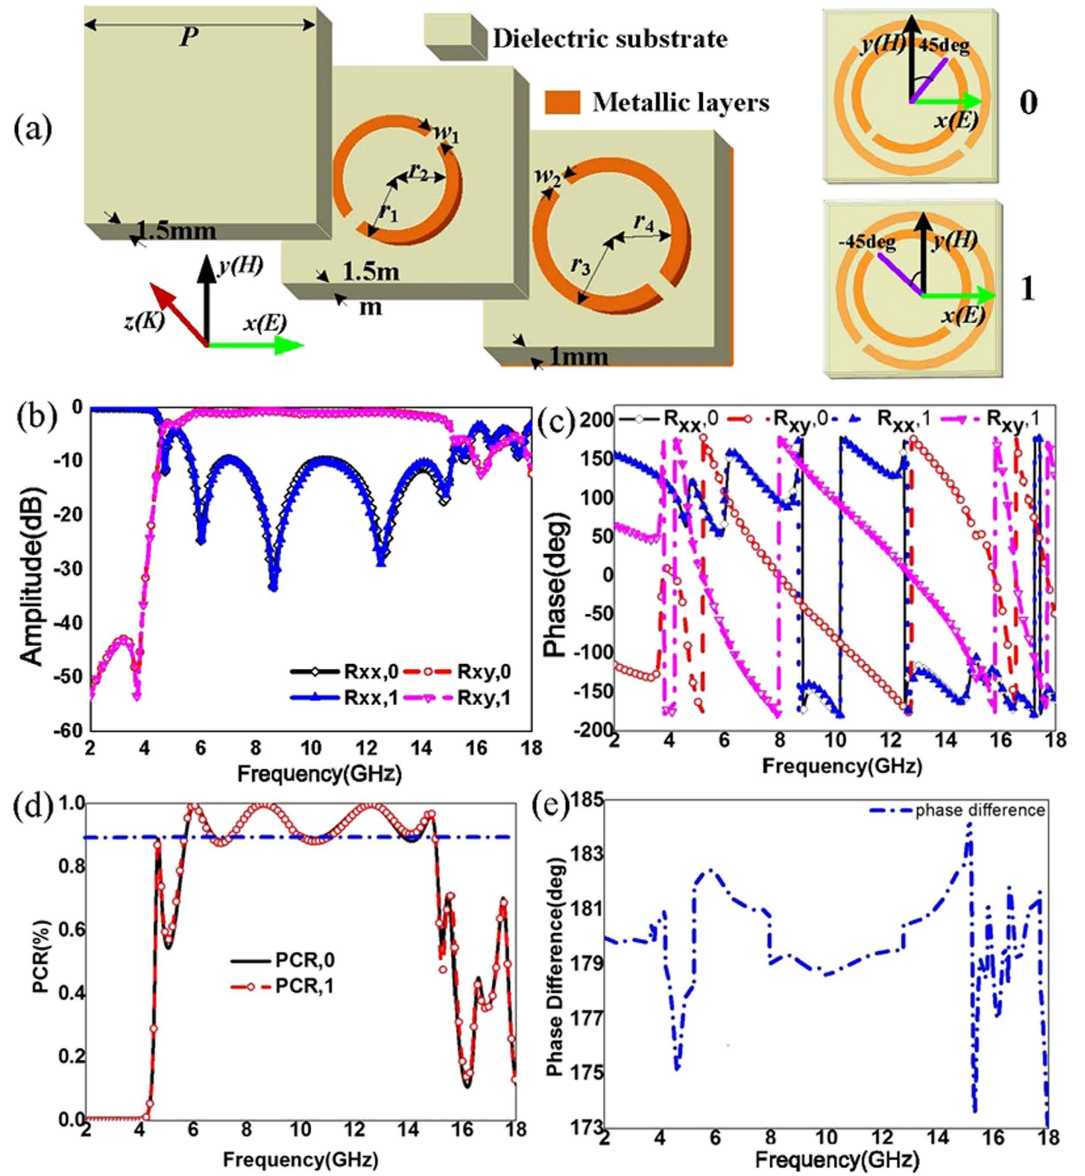 (a)
P
Dielectric substrate
Metallic layers
1.5mm
w1
r2
r1
1.5m
m
w2
r4
r3
1mm
y(H)
z(K)
x(E)
y(H)
45deg
x(E)
0
-45deg
y(H)
x(E)
1
(b)
Amplitude(dB)
0
-10
-20
-30
-40
-50
-60
Rxx,0
Rxy,0
Rxx,1
Rxy,1
2 4 6 8 10 12 14 16 18
Frequency(GHz)
(c)
Phase(deg)
Rxx,0
Rxy,0
Rxx,1
Rxy,1
200
150
100
50
0
-50
-100
-150
-200
2 4 6 8 10 12 14 16 18
Frequency(GHz)
(d)
PCR(%)
1.0
0.8
0.6
0.4
0.2
0.0
PCR,0
PCR,1
2 4 6 8 10 12 14 16 18
Frequency(GHz)
(e)
Phase Difference(deg)
phase difference
185
183
181
179
177
175
173
2 4 6 8 10 12 14 16 18
Frequency(GHz)